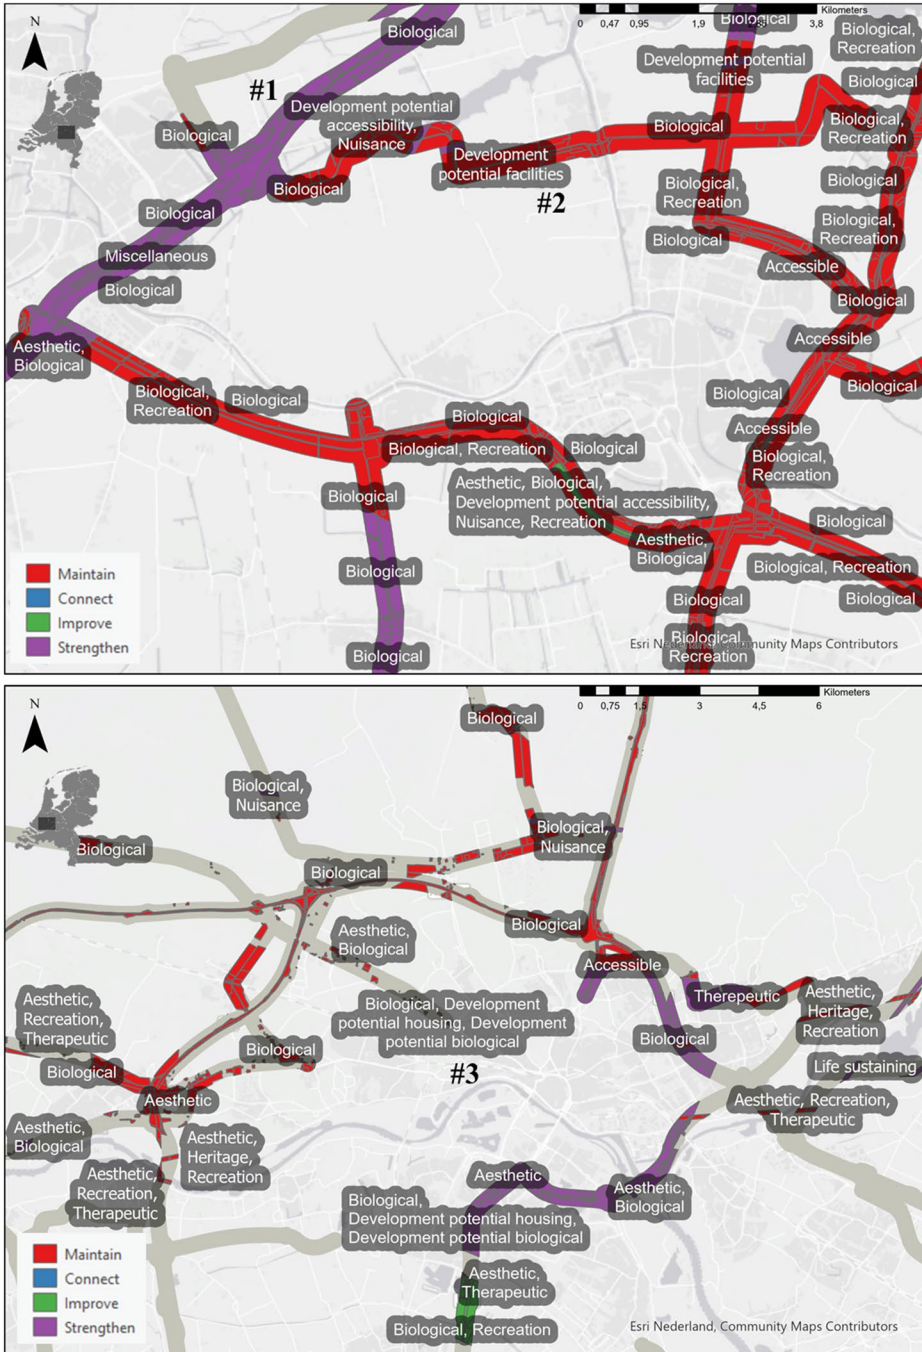 Kilometers
0 0,47 0,95 1,9 3,8
N
Biological
Biological
Biological,
Recreation
#1
Development potential
facilities
Biological
Development potential
accessibility,
Nuisance
Biological
Biological
Biological,
Recreation
Development
potential facilities
Biological
Biological
#2
Biological,
Recreation
Biological
Biological,
Recreation
Biological
Miscellaneous
Accessible
Biological
Biological
Aesthetic,
Biological
Accessible
Biological,
Recreation
Biological
Biological
Biological
Biological
Accessible
Biological, Recreation
Biological
Biological,
Recreation
Aesthetic, Biological,
Development potential accessibility,
Nuisance, Recreation
Biological
Aesthetic,
Biological
Biological
Biological, Recreation
Biological
Biological
Biological
Biological
Biological,
Recreation
Maintain
Connect
Improve
Strengthen
Esri Nederland, Community Maps Contributors
Kilometers
0 0,75 1,5 3 4,5 6
N
Biological
Biological,
Nuisance
Biological
Biological,
Nuisance
Biological
Aesthetic,
Biological
Biological
Accessible
Aesthetic,
Recreation,
Therapeutic
Biological, Development
potential housing, Development
potential biological
Therepeutic
Aesthetic,
Heritage,
Recreation
Biological
Biological
Biological
#3
Life sustaining
Aesthetic
Aesthetic, Recreation,
Therapeutic
Aesthetic,
Biological
Aesthetic,
Heritage,
Recreation
Aesthetic,
Recreation,
Therapeutic
Aesthetic
Aesthetic,
Biological
Biological,
Development potential housing,
Development potential biological
Aesthetic,
Therapeutic
Biological, Recreation
Maintain
Connect
Improve
Strengthen
Esri Nederland, Community Maps Contributors